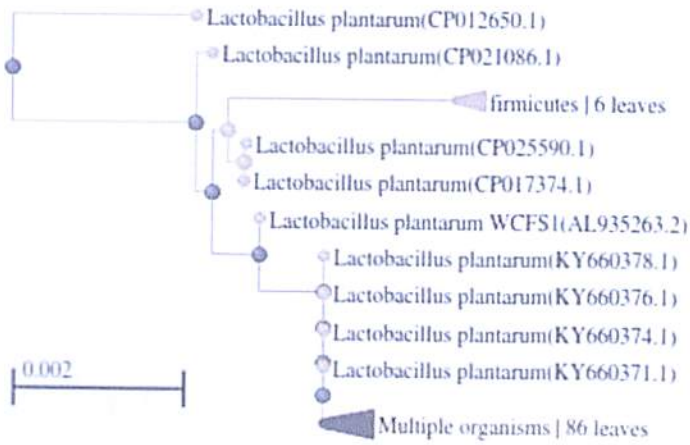 Lactobacillus plantarum(CP012650.1)
Lactobacillus plantarum(CP021086.1)
firmicutes | 6 leaves
Lactobacillus plantarum(CP025590.1)
Lactobacillus plantarum(CP017374.1)
Lactobacillus plantarum WCFS1(AL935263.2)
Lactobacillus plantarum(KY660378.1)
Lactobacillus plantarum(KY660376.1)
Lactobacillus plantarum(KY660374.1)
Lactobacillus plantarum(KY660371.1)
0.002
Multiple organisms | 86 leaves